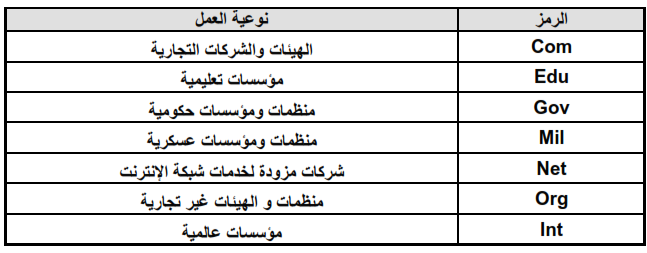 الرمز نوعية العمل
Com الهيئات والشركات التجارية
Edu مؤسسات تعليمية
Gov منظمات ومؤسسات حكومية
Mil منظمات ومؤسسات عسكرية
Net شركات مزودة لخدمات شبكة الإنترنت
Org منظمات و الهيئات غير تجارية
Int مؤسسات عالمية